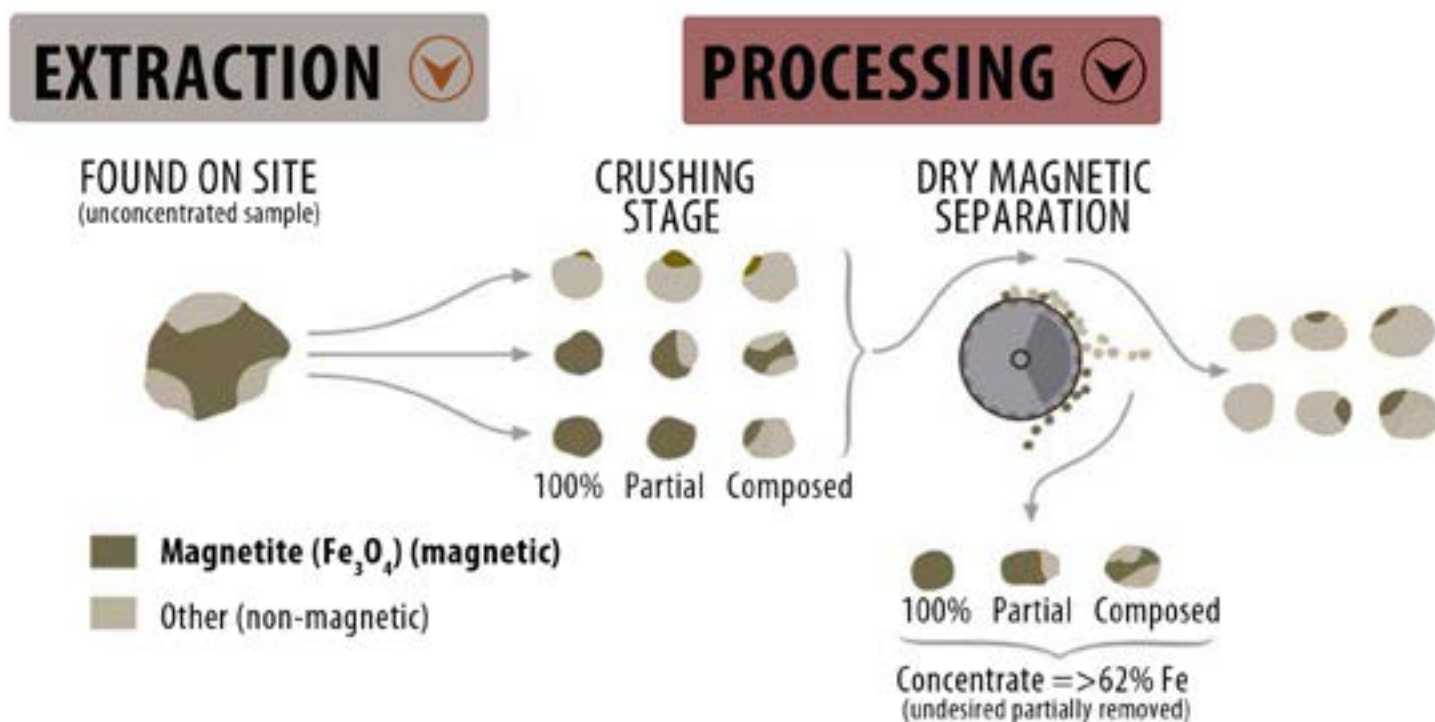 EXTRACTION
PROCESSING
FOUND ON SITE
(unconcentrated sample)
CRUSHING
STAGE
DRY MAGNETIC
SEPARATION
100% Partial Composed
Magnetite (Fe₃O₄) (magnetic)
Other (non-magnetic)
100% Partial Composed
Concentrate =>62% Fe
(undesired partially removed)